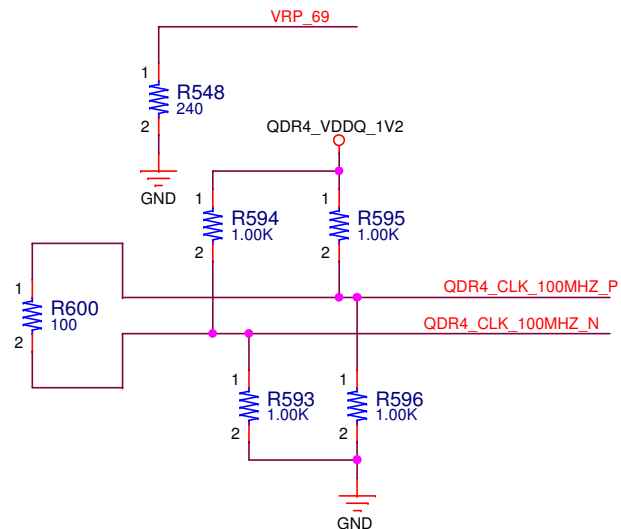 VRP_69
1
R548
240
2
GND
QDR4_VDDQ_1V2
1
R594
1.00K
2
1
R595
1.00K
2
QDR4_CLK_100MHZ_P
1
R600
100
2
QDR4_CLK_100MHZ_N
1
R593
1.00K
2
1
R596
1.00K
2
GND